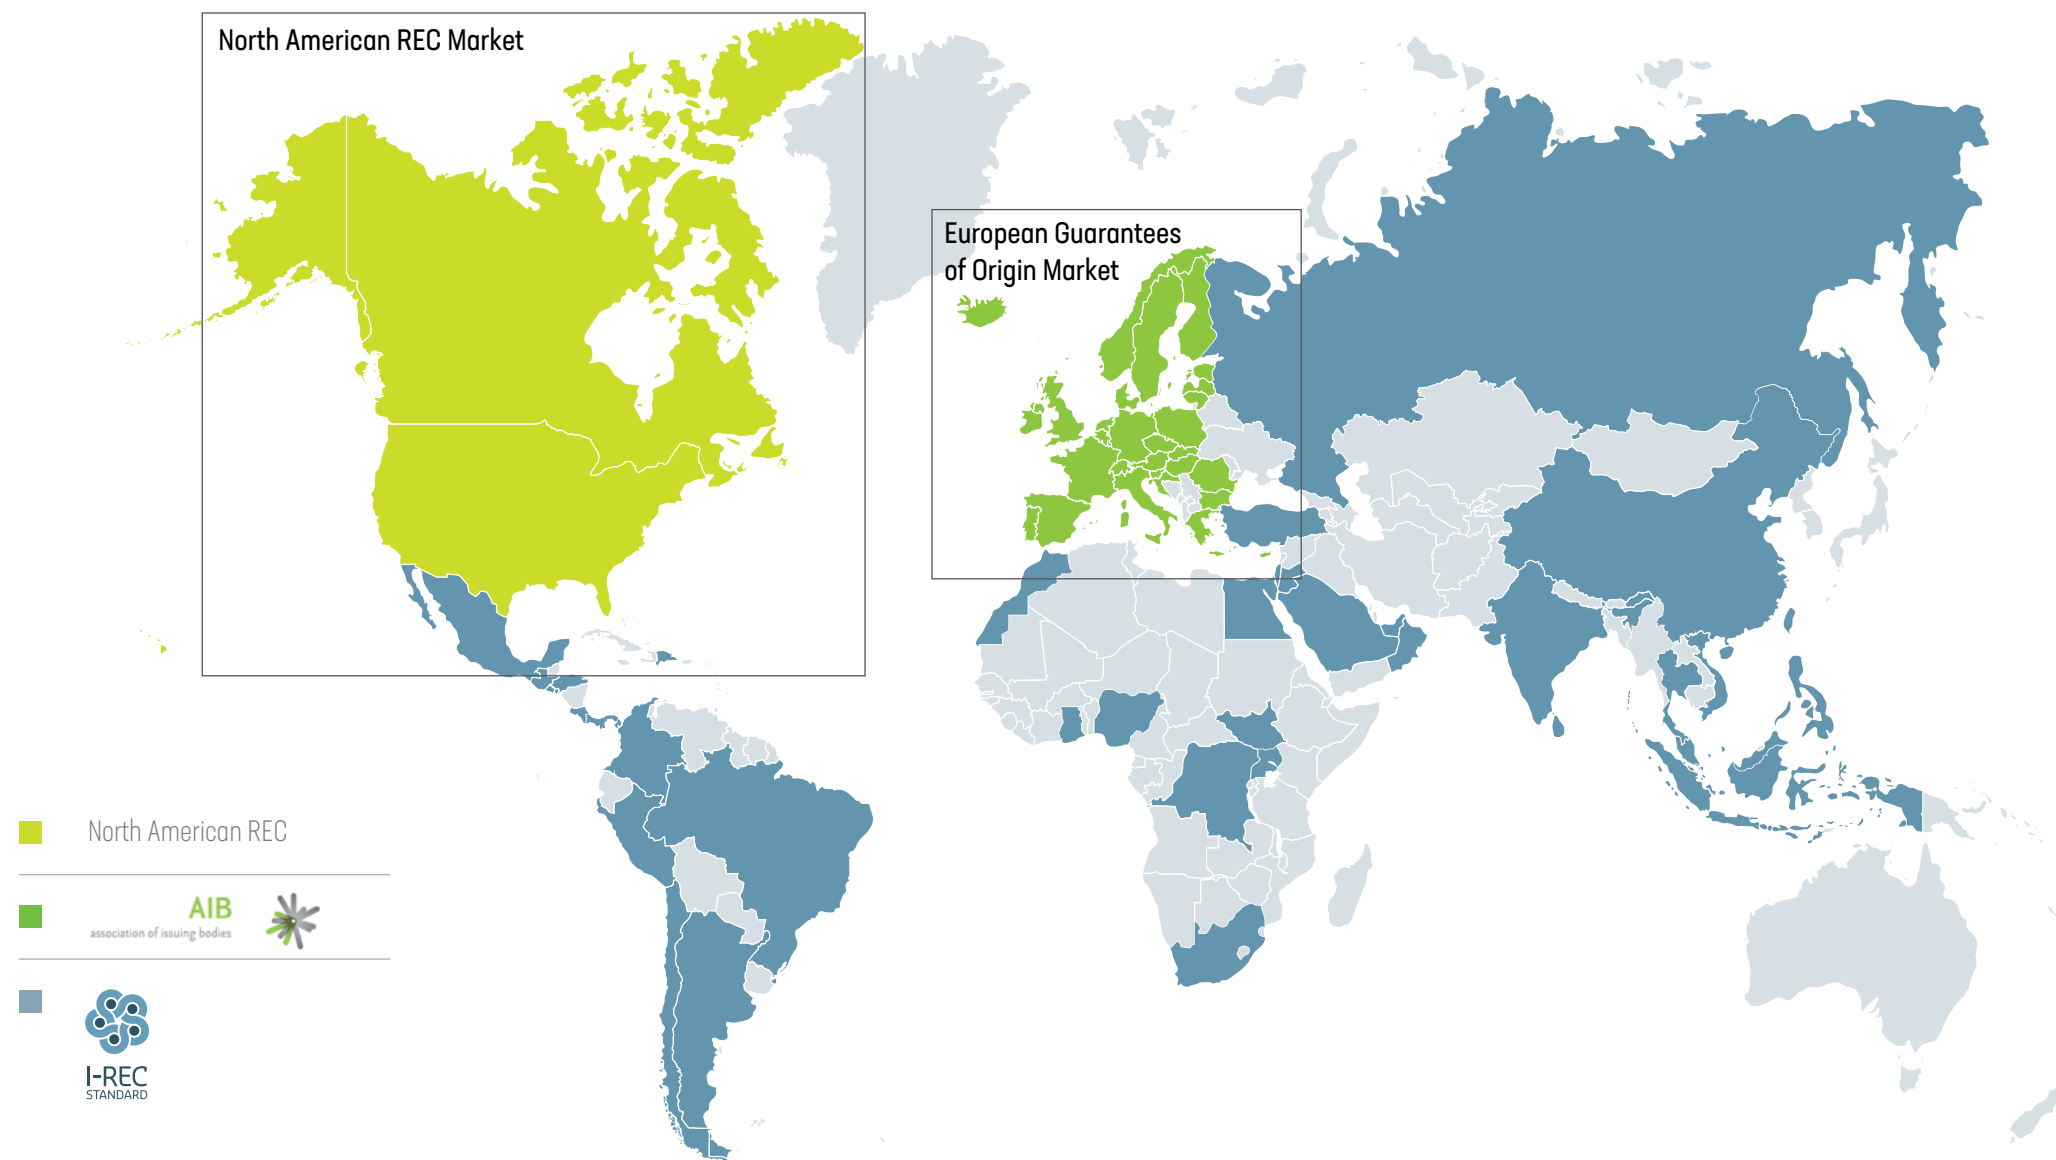 North American REC Market
European Guarantees
of Origin Market
North American REC
AIB
association of issuing bodies
I-REC
STANDARD